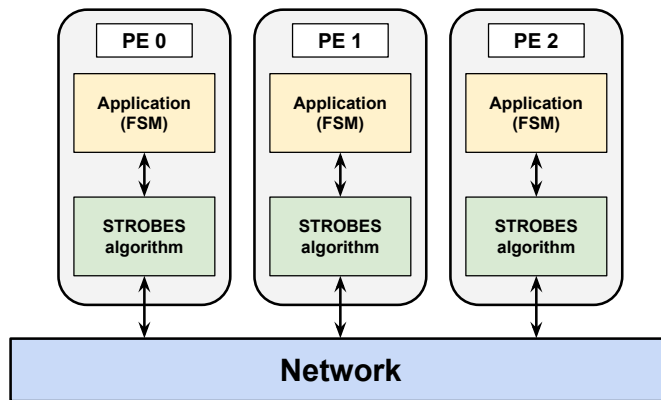 PE 0
Application
(FSM)
STROBES
algorithm
PE 1
Application
(FSM)
STROBES
algorithm
PE 2
Application
(FSM)
STROBES
algorithm
Network